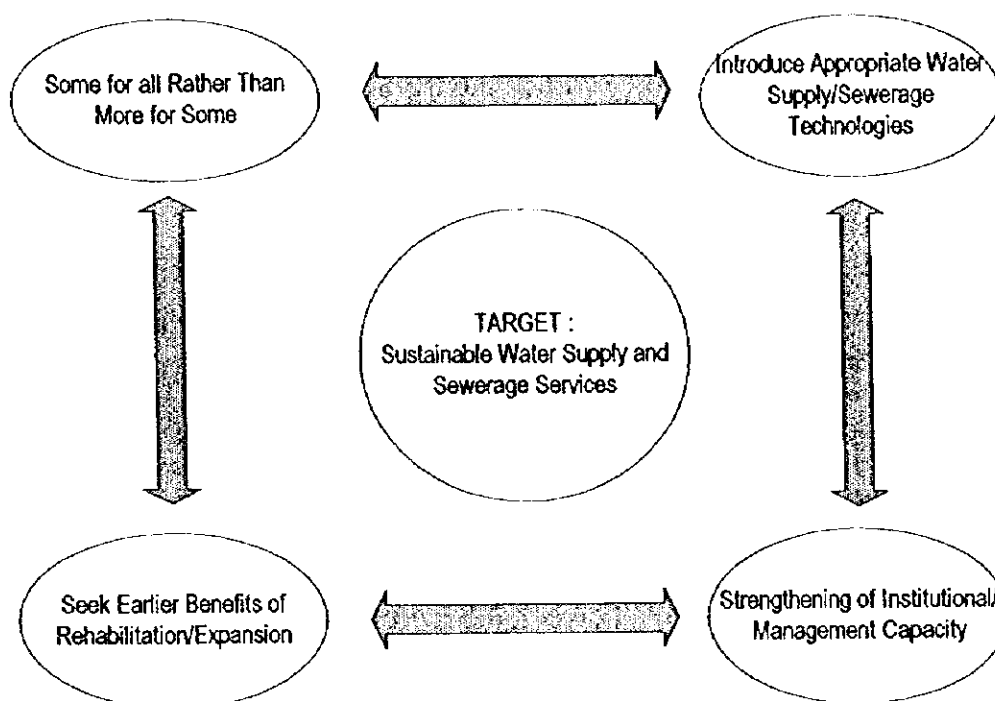 Some for all Rather Than
More for Some
Introduce Appropriate Water
Supply/Sewerage
Technologies
TARGET :
Sustainable Water Supply and
Sewerage Services
Seek Earlier Benefits of
Rehabilitation/Expansion
Strengthening of Institutional/
Management Capacity